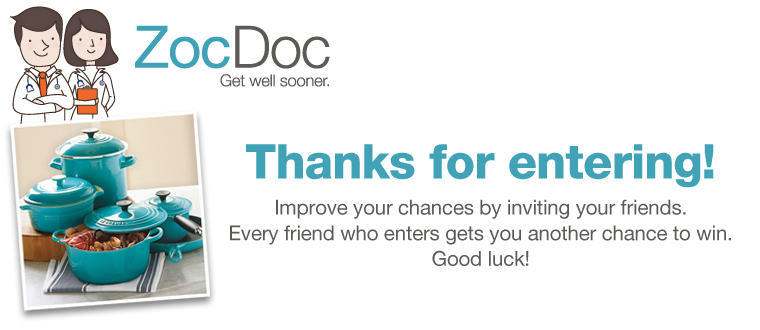 ZocDoc
Get well sooner.
Thanks for entering!
Improve your chances by inviting your friends.
Every friend who enters gets you another chance to win.
Good luck!